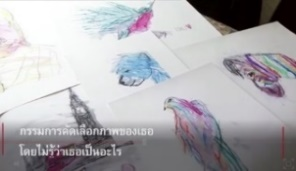 กรรมการคัดเลือกภาพของเธอ
โดยไม่รู้ว่าเธอเป็นอะไร